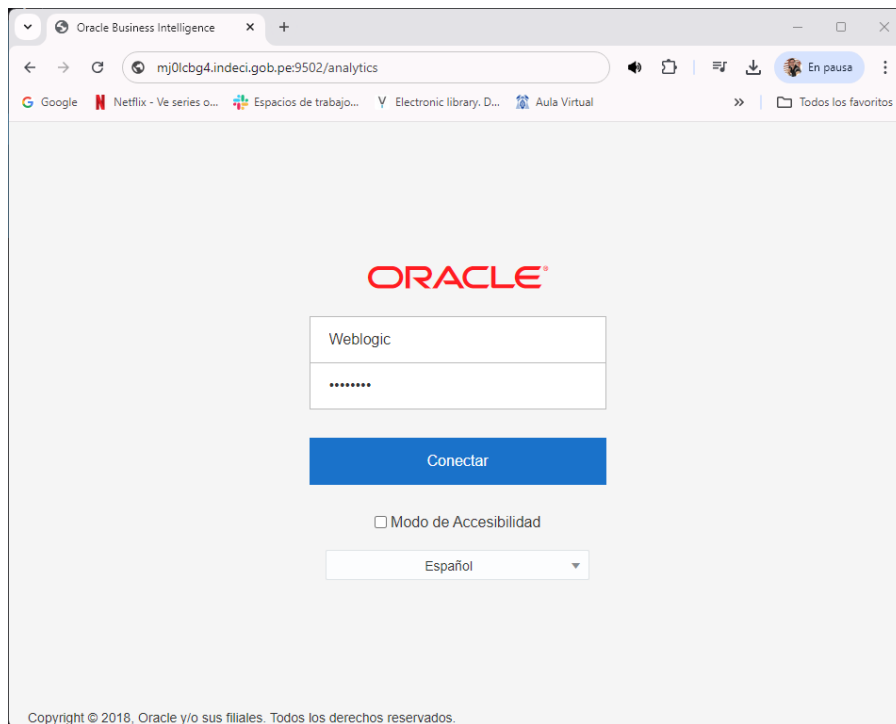 Oracle Business Intelligence
mj0lcbg4.indeci.gob.pe:9502/analytics
En pausa
Google
Netflix - Ve series o...
Espacios de trabajo...
Electronic library. D...
Aula Virtual
Todos los favoritos
ORACLE®
Weblogic
••••••••
Conectar
Modo de Accesibilidad
Español
Copyright © 2018, Oracle y/o sus filiales. Todos los derechos reservados.